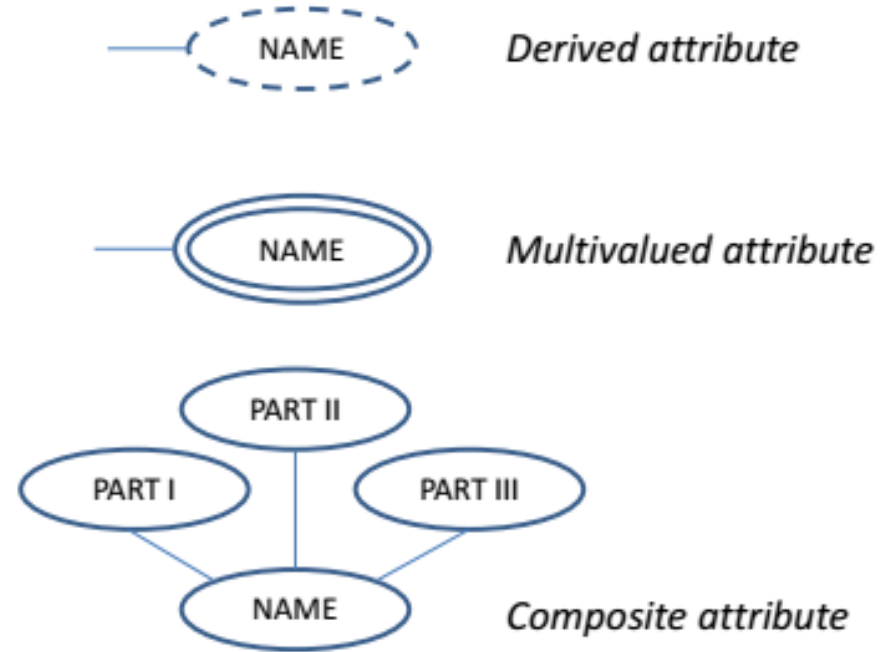 NAME Derived attribute
NAME Multivalued attribute
PART II
PART I PART III
NAME Composite attribute